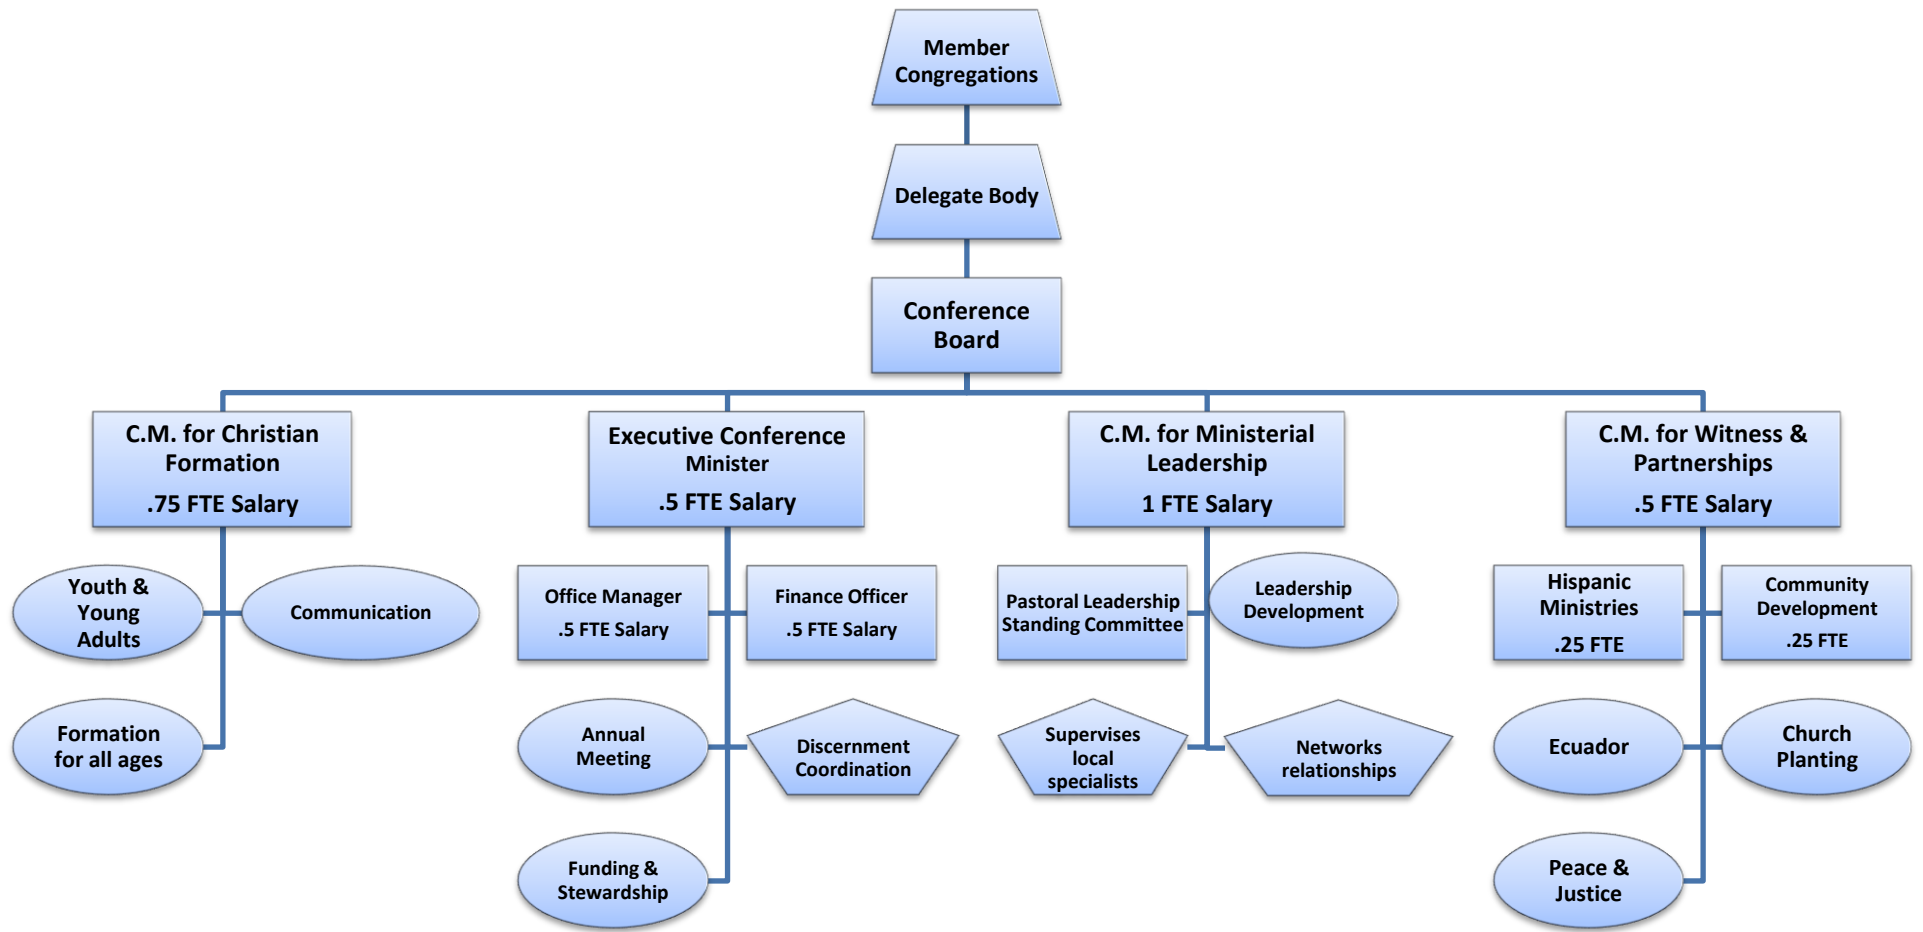 Member
Congregations
Delegate Body
Conference
Board
C.M. for Christian
Formation
.75 FTE Salary
Executive Conference
Minister
.5 FTE Salary
C.M. for Ministerial
Leadership
1 FTE Salary
C.M. for Witness &
Partnerships
.5 FTE Salary
Youth &
Young
Adults
Communication
Formation
for all ages
Office Manager
.5 FTE Salary
Finance Officer
.5 FTE Salary
Annual
Meeting
Discernment
Coordination
Funding &
Stewardship
Pastoral Leadership
Standing Committee
Leadership
Development
Supervises
local
specialists
Networks
relationships
Hispanic
Ministries
.25 FTE
Community
Development
.25 FTE
Ecuador
Church
Planting
Peace &
Justice